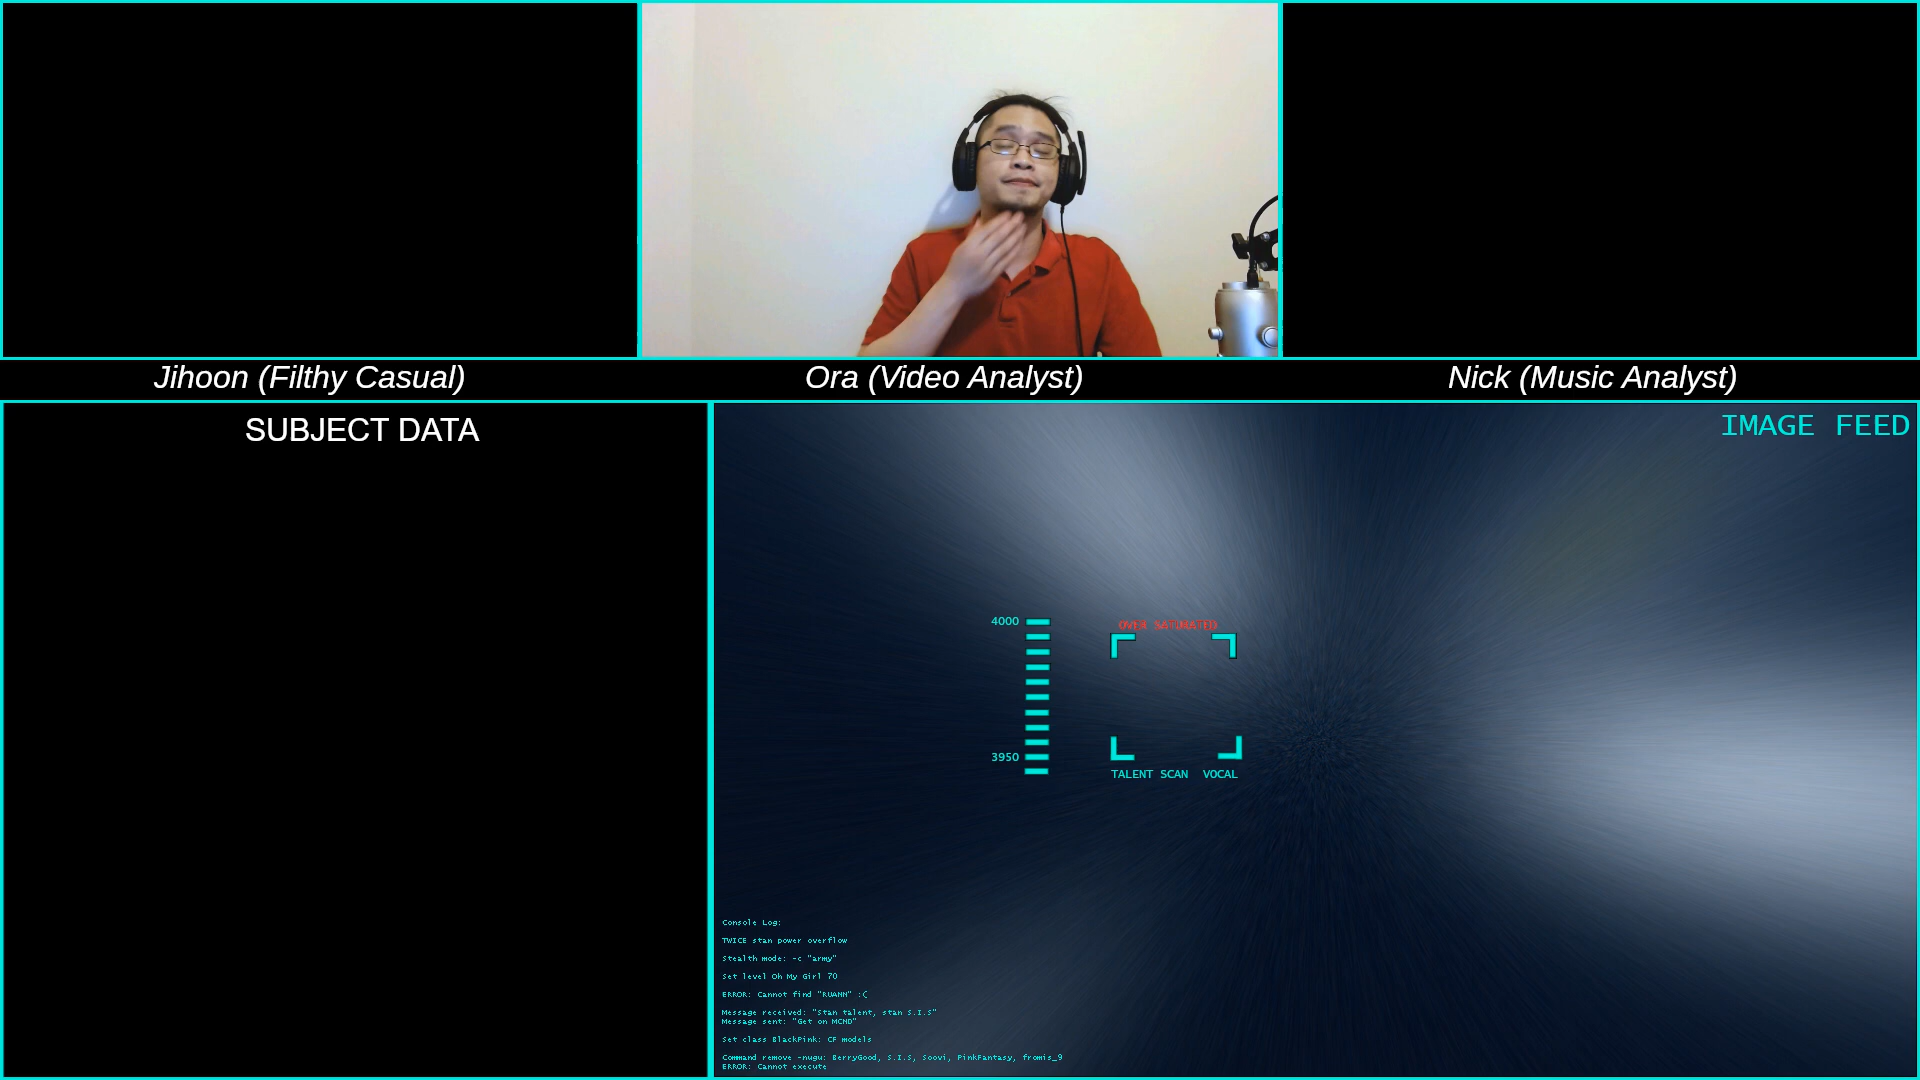 Jihoon (Filthy Casual)
Ora (Video Analyst)
Nick (Music Analyst)
SUBJECT DATA
IMAGE FEED
4000
OVER SATURATED
3950
TALENT SCAN VOCAL
Console Log:
TWICE stan power overflow
Stealth mode: -c "army"
Set level Oh My Girl 70
ERROR: Cannot find "RUANN" :(
Message received: "Stan talent, stan S.I.S"
Message sent: "Get on MCND"
Set class BlackPink: CF models
Command remove -nugu: BerryGood, S.I.S, Soovi, PinkFantasy, fromis_9
ERROR: Cannot execute